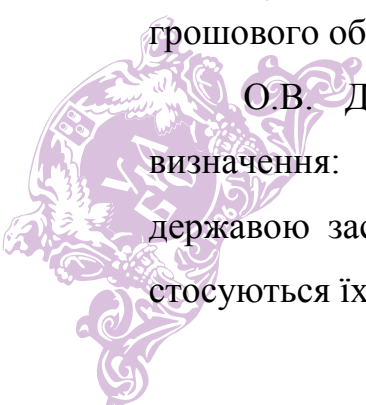 грошового об
О.В. Д
визначення:
державою зас
стосуються їх